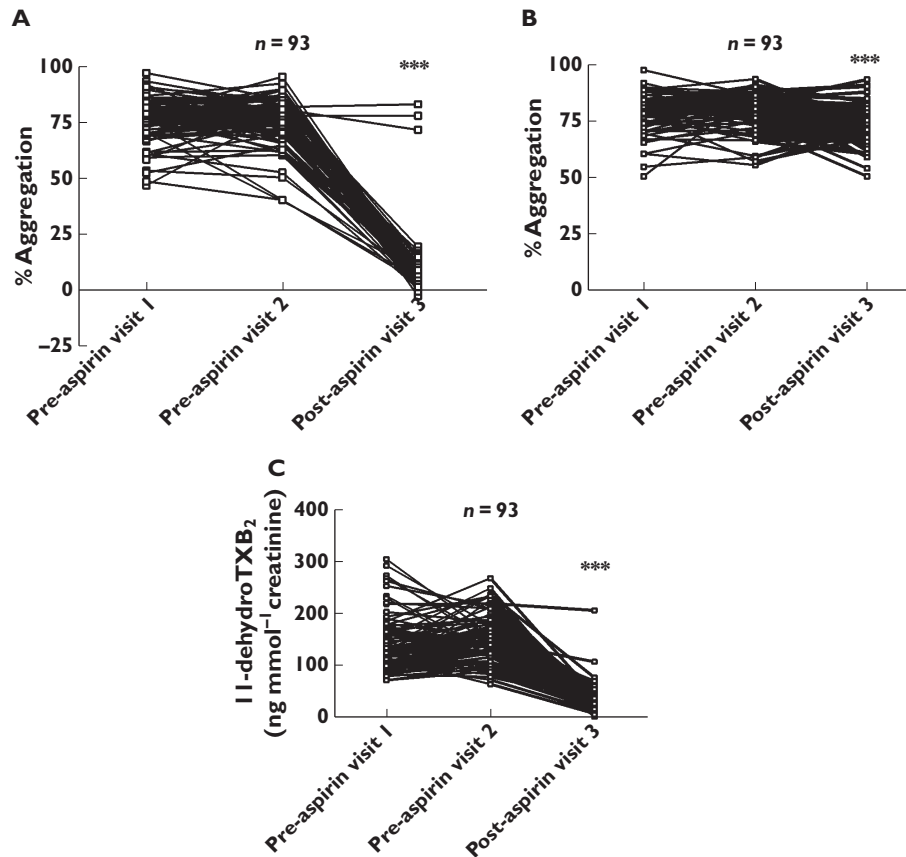 A
n = 93
***
% Aggregation
100
75
50
25
0
−25
Pre-aspirin visit 1
Pre-aspirin visit 2
Post-aspirin visit 3
B
n = 93
***
% Aggregation
100
75
50
25
0
Pre-aspirin visit 1
Pre-aspirin visit 2
Post-aspirin visit 3
C
n = 93
***
11-dehydroTXB₂
(ng mmol⁻¹ creatinine)
400
300
200
100
0
Pre-aspirin visit 1
Pre-aspirin visit 2
Post-aspirin visit 3